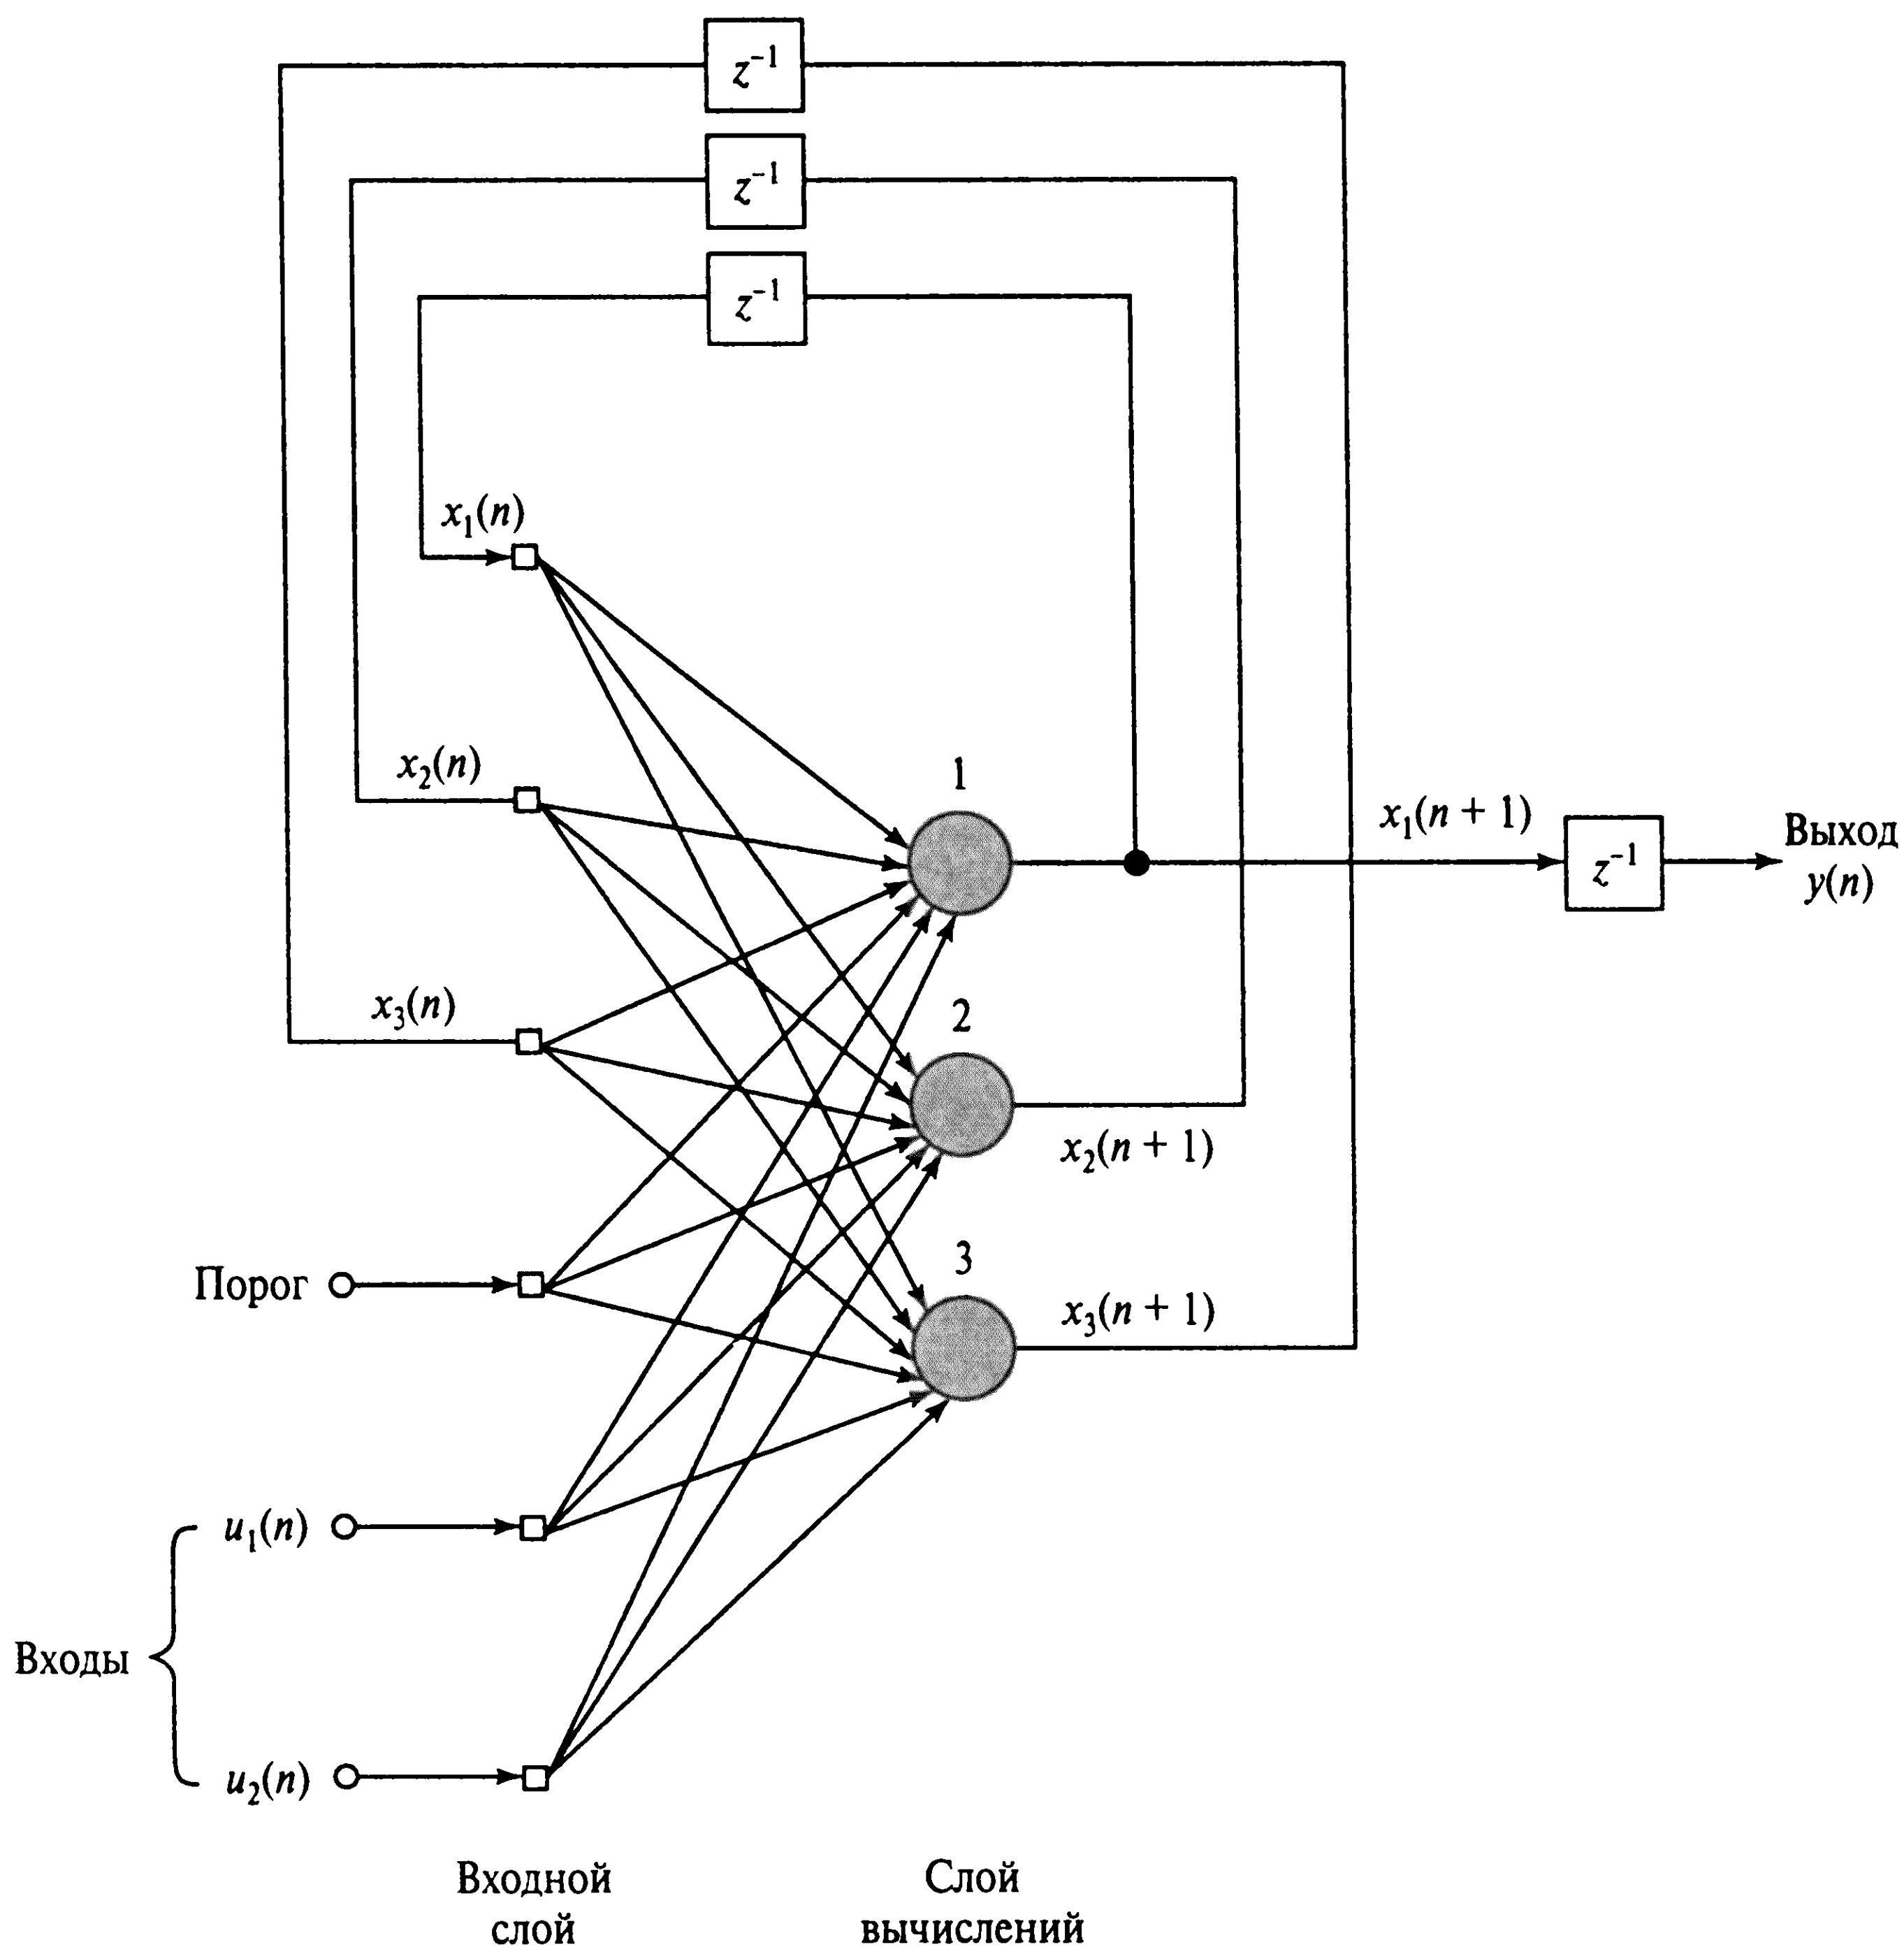 z⁻¹
z⁻¹
z⁻¹
x₁(n)
x₂(n)
1
x₁(n + 1)
z⁻¹
Выход
y(n)
x₃(n)
2
x₂(n + 1)
Порог
3
x₃(n + 1)
u₁(n)
Входы
u₂(n)
Входной
слой
Слой
вычислений